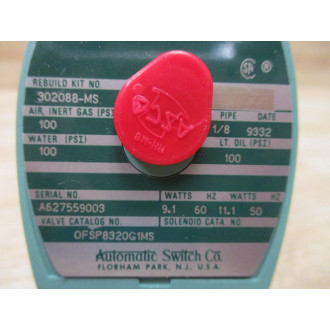 REBUILD KIT NO.
302088-MS
AIR, INERT GAS (PSI) PIPE DATE
100 1/8 9332
WATER (PSI) LT. OIL (PSI)
100 100
ASCO
SERIAL NO. WATTS HZ WATTS HZ
A627559003 9.1 60 11.1 50
VALVE CATALOG NO. SOLENOID CATA. NO.
OFSP8320G1MS
Automatic Switch Co.
FLORHAM PARK, N.J., U.S.A.